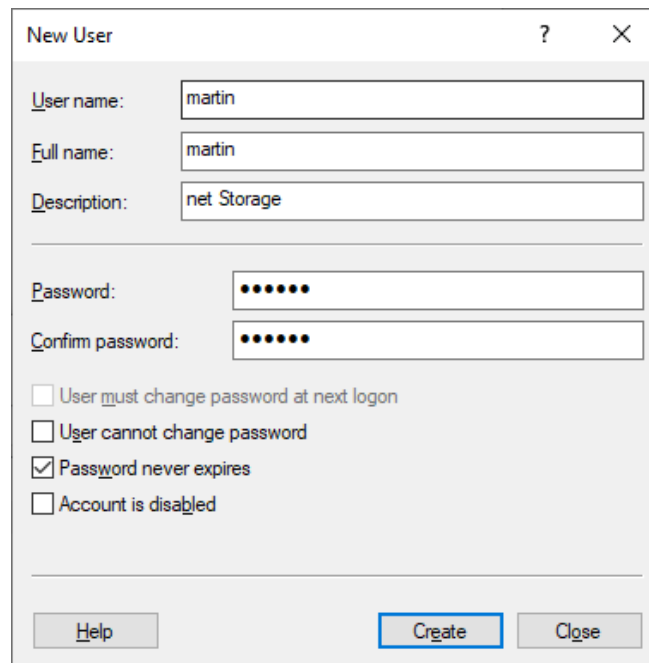 New User
User name: martin
Full name: martin
Description: net Storage
Password: ••••••
Confirm password: ••••••
User must change password at next logon
User cannot change password
Password never expires
Account is disabled
Help Create Close